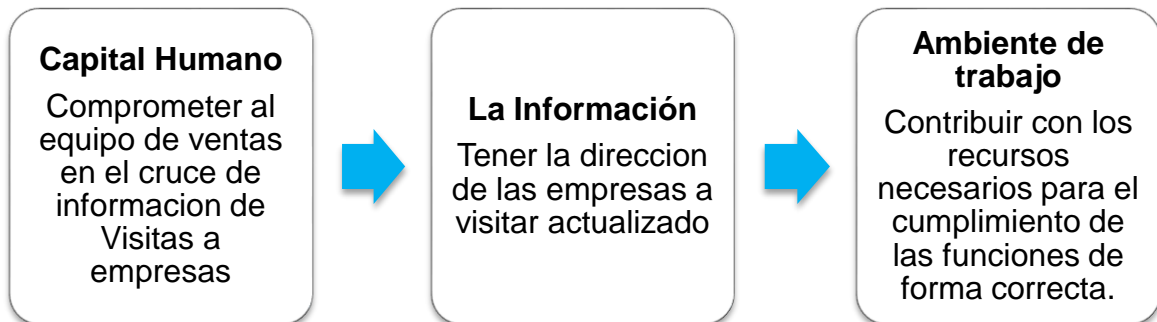 Capital Humano
Comprometer al
equipo de ventas
en el cruce de
informacion de
Visitas a
empresas
La Información
Tener la direccion
de las empresas a
visitar actualizado
Ambiente de
trabajo
Contribuir con los
recursos
necesarios para el
cumplimiento de
las funciones de
forma correcta.